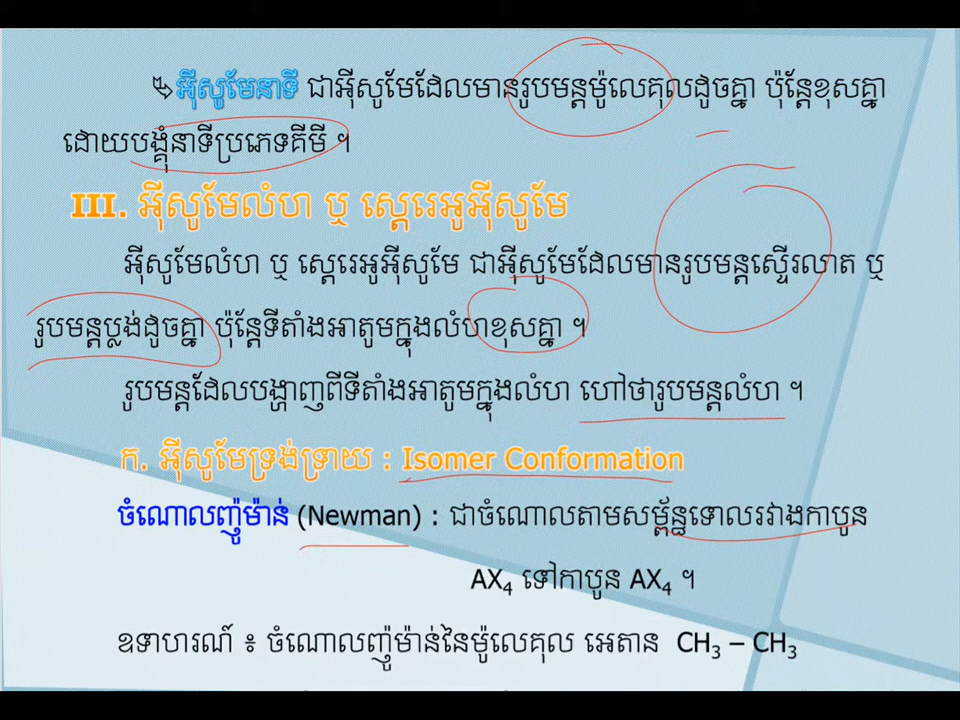 អ៊ីសូមែនាទី ជាអ៊ីសូមែដែលមានរូបមន្តម៉ូលេគុលដូចគ្នា ប៉ុន្តែខុសគ្នា
ដោយបង្គុំនាទីប្រភេទគីមី ។
III. អ៊ីសូមែលំហ ឬ ស្តេរេអូអ៊ីសូមែ
អ៊ីសូមែលំហ ឬ ស្តេរេអូអ៊ីសូមែ ជាអ៊ីសូមែដែលមានរូបមន្តស្ទើរលាត ឬ
រូបមន្តប្លង់ដូចគ្នា ប៉ុន្តែទីតាំងអាតូមក្នុងលំហខុសគ្នា ។
រូបមន្តដែលបង្ហាញពីទីតាំងអាតូមក្នុងលំហ ហៅថារូបមន្តលំហ ។
ក. អ៊ីសូមែទ្រង់ទ្រាយ : Isomer Conformation
ចំណោលញ៉ូម៉ាន់ (Newman) : ជាចំណោលតាមសម្ព័ន្ធទោលរវាងកាបូន
AX₄ ទៅកាបូន AX₄ ។
ឧទាហរណ៍ ៖ ចំណោលញ៉ូម៉ាន់នៃម៉ូលេគុល អេតាន CH₃ – CH₃